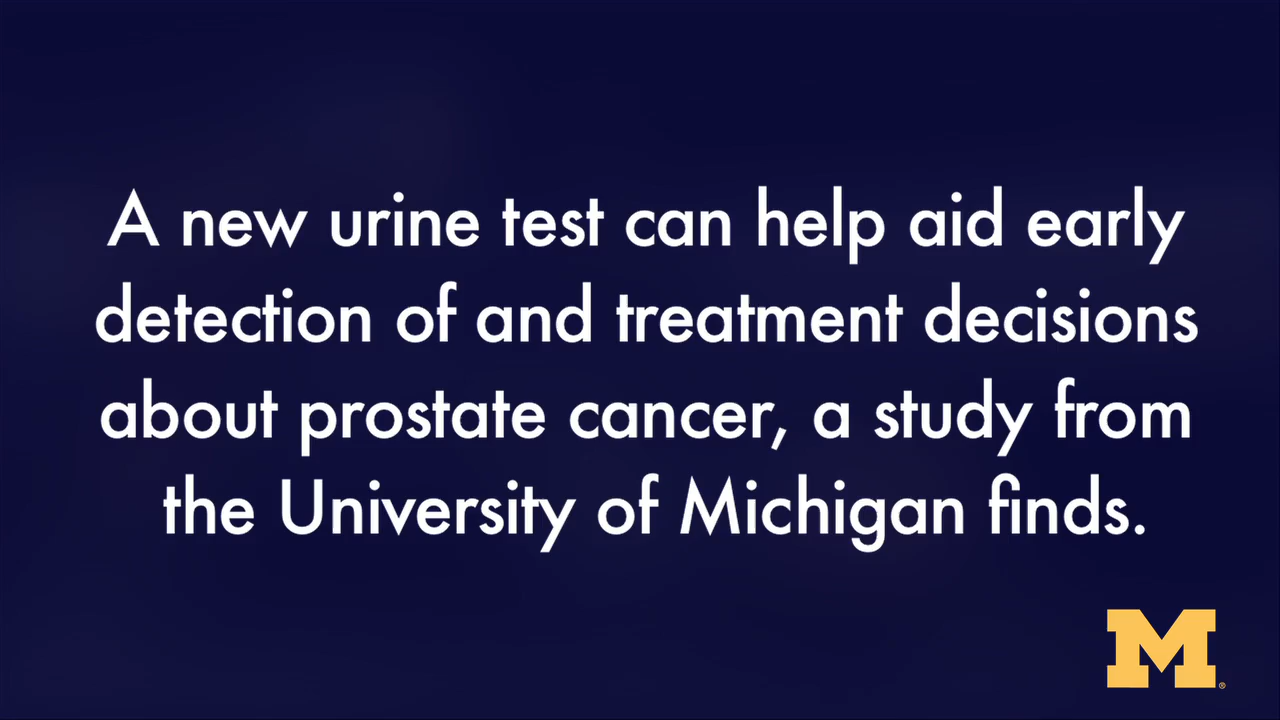 A new urine test can help aid early
detection of and treatment decisions
about prostate cancer, a study from
the University of Michigan finds.
M®